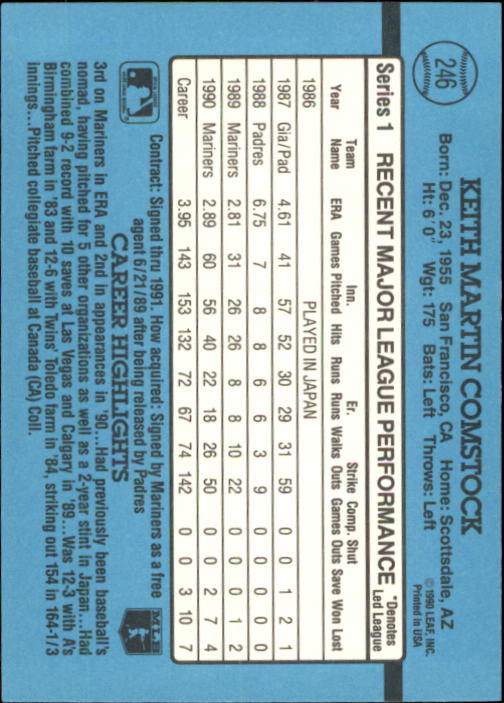 246
KEITH MARTIN COMSTOCK
Born: Dec. 23, 1955 San Francisco, CA Home: Scottsdale, AZ
Ht: 6' 0" Wgt: 175 Bats: Left Throws: Left
© 1990 LEAF, INC.
Printed in USA
Series 1 RECENT MAJOR LEAGUE PERFORMANCE *Denotes Led League
Team Inn. Er. Strike Comp. Shut
Year Name ERA Games Pitched Hits Runs Runs Walks Outs Games Outs Save Won Lost
1986 PLAYED IN JAPAN
1987 Gia/Pad 4.61 41 57 52 30 29 31 59 0 0 1 2 1
1988 Padres 6.75 7 8 8 6 6 3 9 0 0 0 0 0
1989 Mariners 2.81 31 26 26 8 8 10 22 0 0 0 1 2
1990 Mariners 2.89 60 56 40 22 18 26 50 0 0 2 7 4
Career 3.95 143 153 132 72 67 74 142 0 0 3 10 7
Contract: Signed thru 1991. How acquired: Signed by Mariners as a free
agent 6/21/89 after being released by Padres
MLB
CAREER HIGHLIGHTS
3rd on Mariners in ERA and 2nd in appearances in '90...Had previously been baseball's
nomad, having pitched for 5 other organizations as well as a 2-year stint in Japan....Had
combined 9-2 record with 10 saves at Las Vegas and Calgary in '89...Was 12-3 with A's
Birmingham farm in '83 and 12-6 with Twins' Toledo farm in '84, striking out 154 in 164-1/3
innings...Pitched collegiate baseball at Canada (CA) Coll.